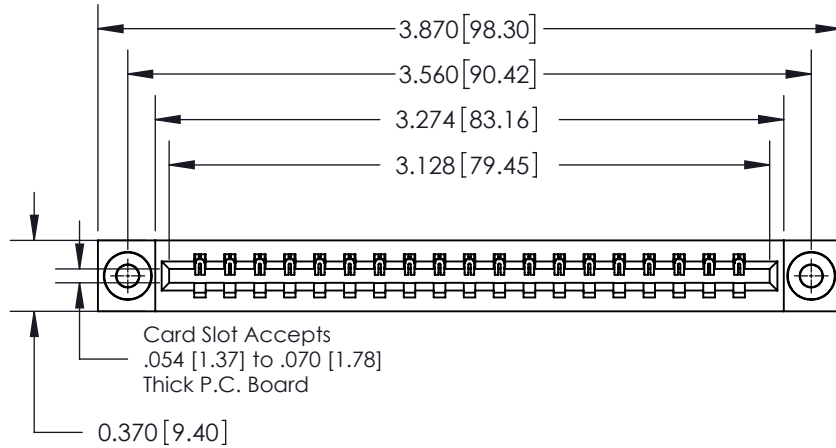 3.870 [98.30]
3.560 [90.42]
3.274 [83.16]
3.128 [79.45]
Card Slot Accepts
.054 [1.37] to .070 [1.78]
Thick P.C. Board
0.370 [9.40]